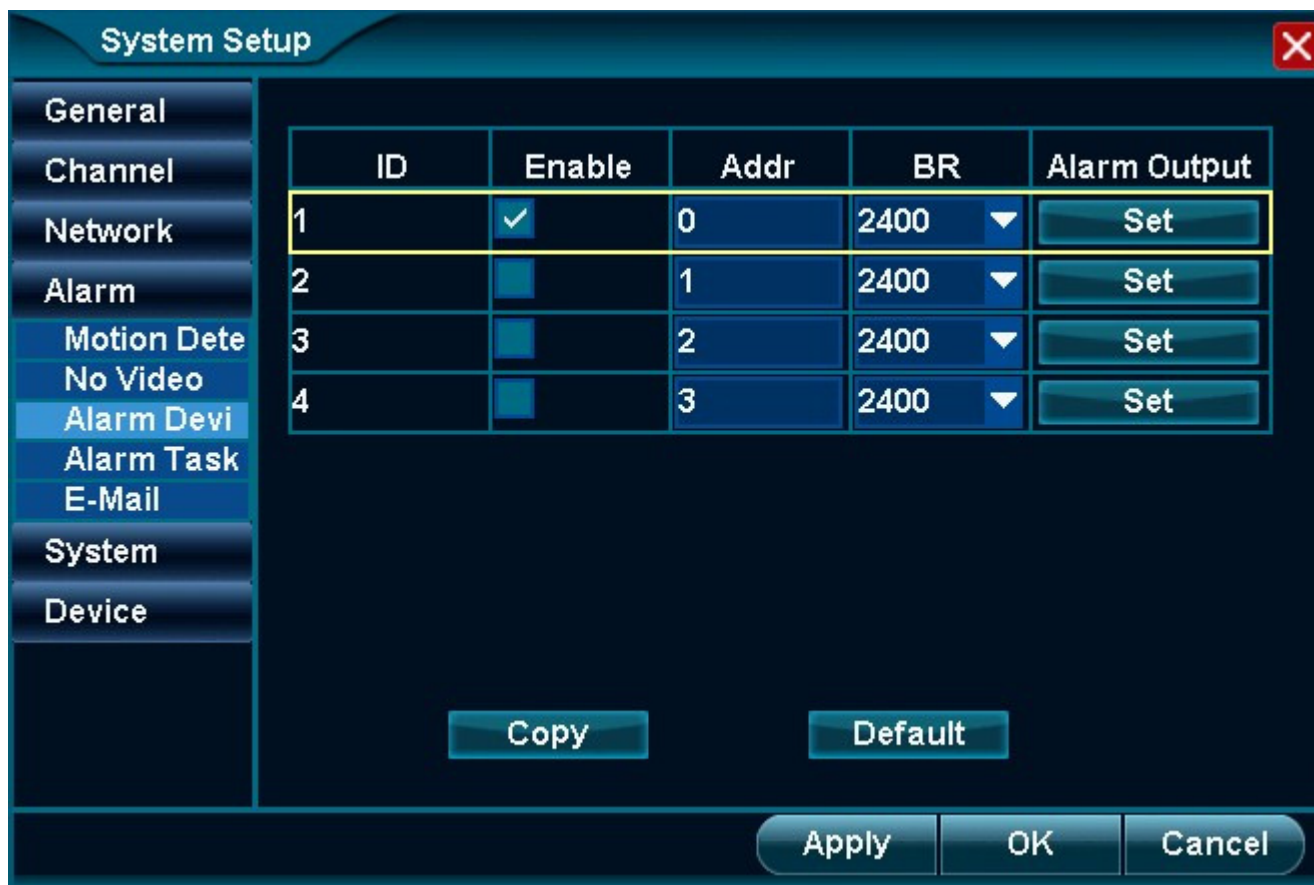 System Setup
General
Channel
Network
Alarm
Motion Dete
No Video
Alarm Devi
Alarm Task
E-Mail
System
Device
ID Enable Addr BR Alarm Output
1 0 2400 Set
2 1 2400 Set
3 2 2400 Set
4 3 2400 Set
Copy Default
Apply OK Cancel